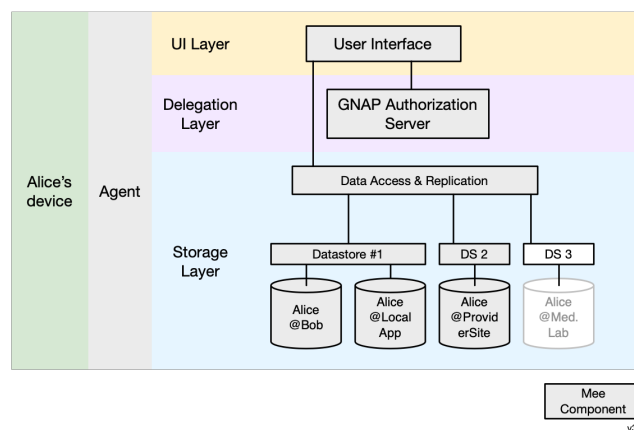 UI Layer
User Interface
Delegation
Layer
GNAP Authorization
Server
Alice's
device
Agent
Data Access & Replication
Storage
Layer
Datastore #1
DS 2
DS 3
Alice
@Bob
Alice
@Local
App
Alice
@Provid
erSite
Alice
@Med.
Lab
Mee
Component